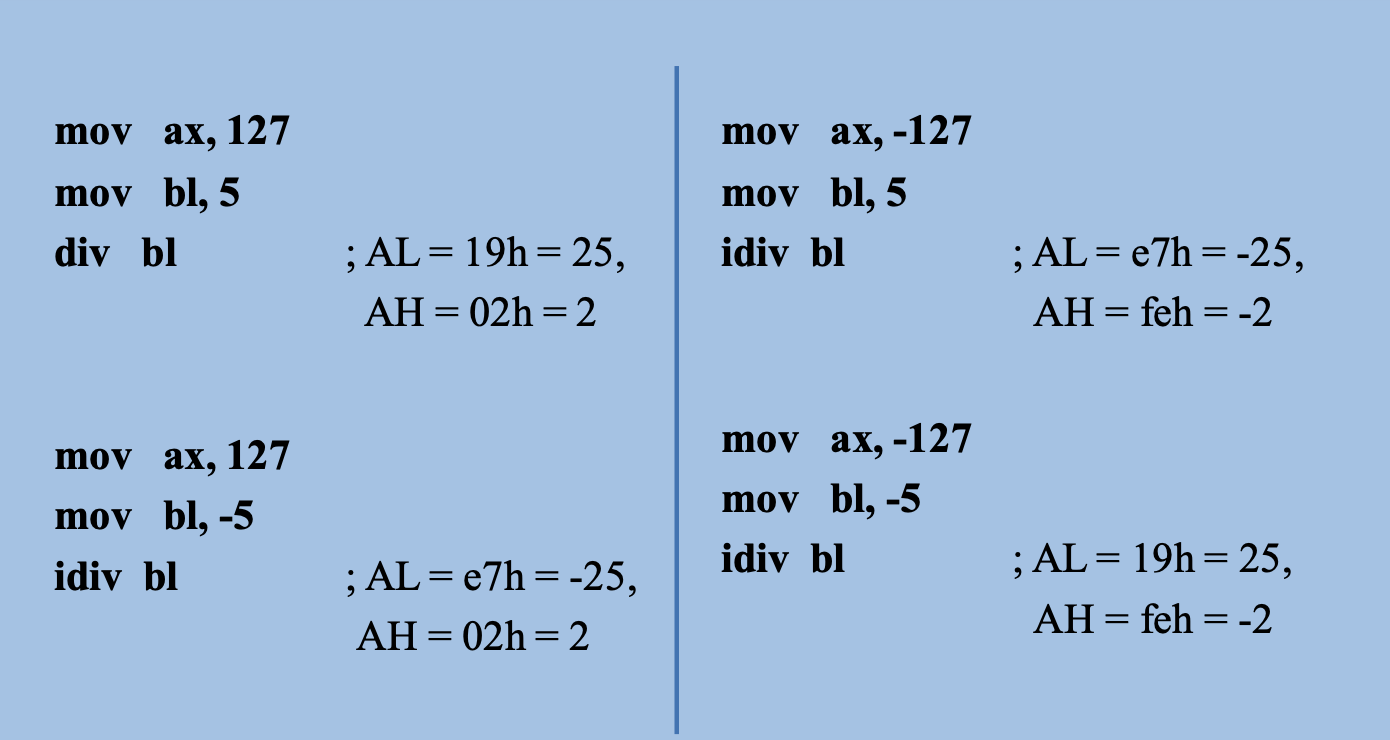 mov ax, 127
mov bl, 5
div bl ; AL = 19h = 25,
AH = 02h = 2
mov ax, 127
mov bl, -5
idiv bl ; AL = e7h = -25,
AH = 02h = 2
mov ax, -127
mov bl, 5
idiv bl ; AL = e7h = -25,
AH = feh = -2
mov ax, -127
mov bl, -5
idiv bl ; AL = 19h = 25,
AH = feh = -2